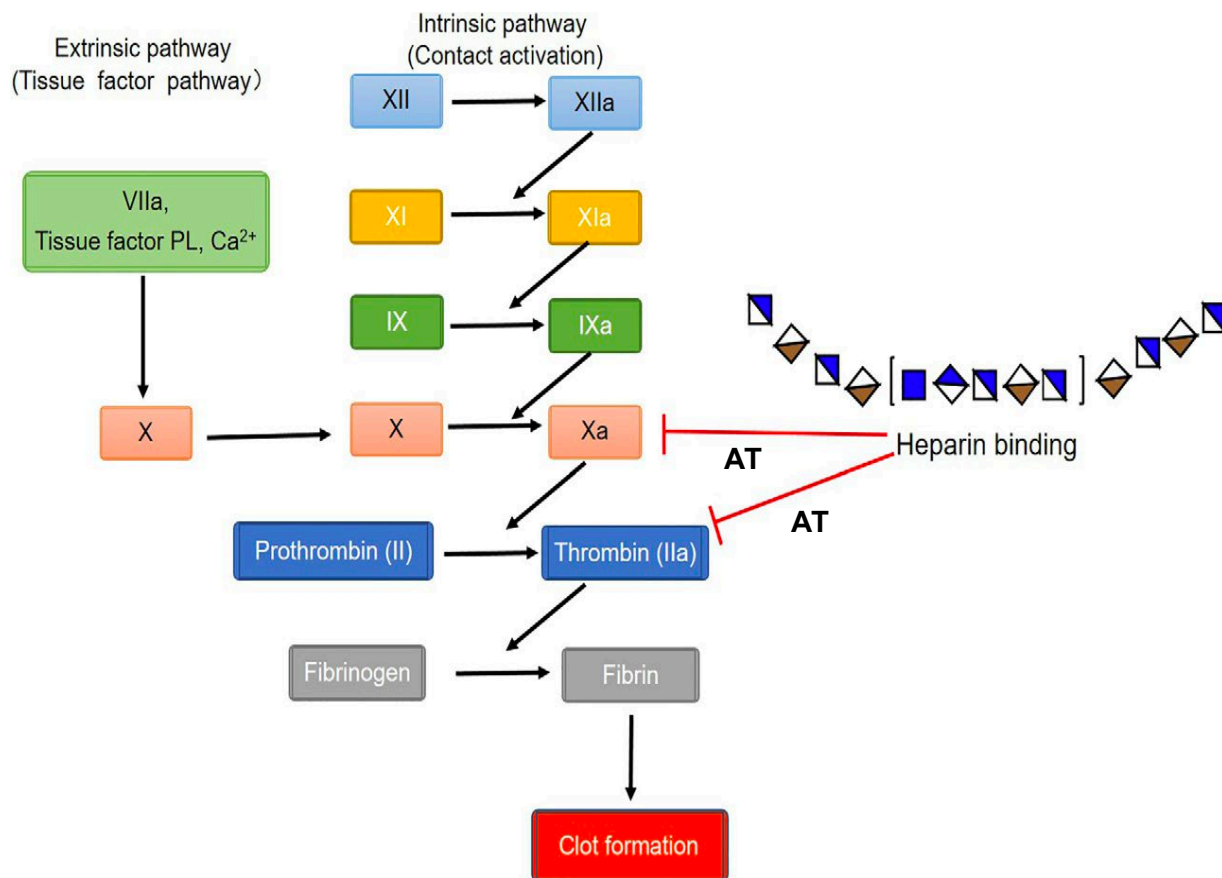 Extrinsic pathway
(Tissue factor pathway）
Intrinsic pathway
(Contact activation)
XII
XIIa
VIIa,
Tissue factor PL, Ca²⁺
XI
XIa
IX
IXa
X
X
Xa
AT
Heparin binding
AT
Prothrombin (II)
Thrombin (IIa)
Fibrinogen
Fibrin
Clot formation